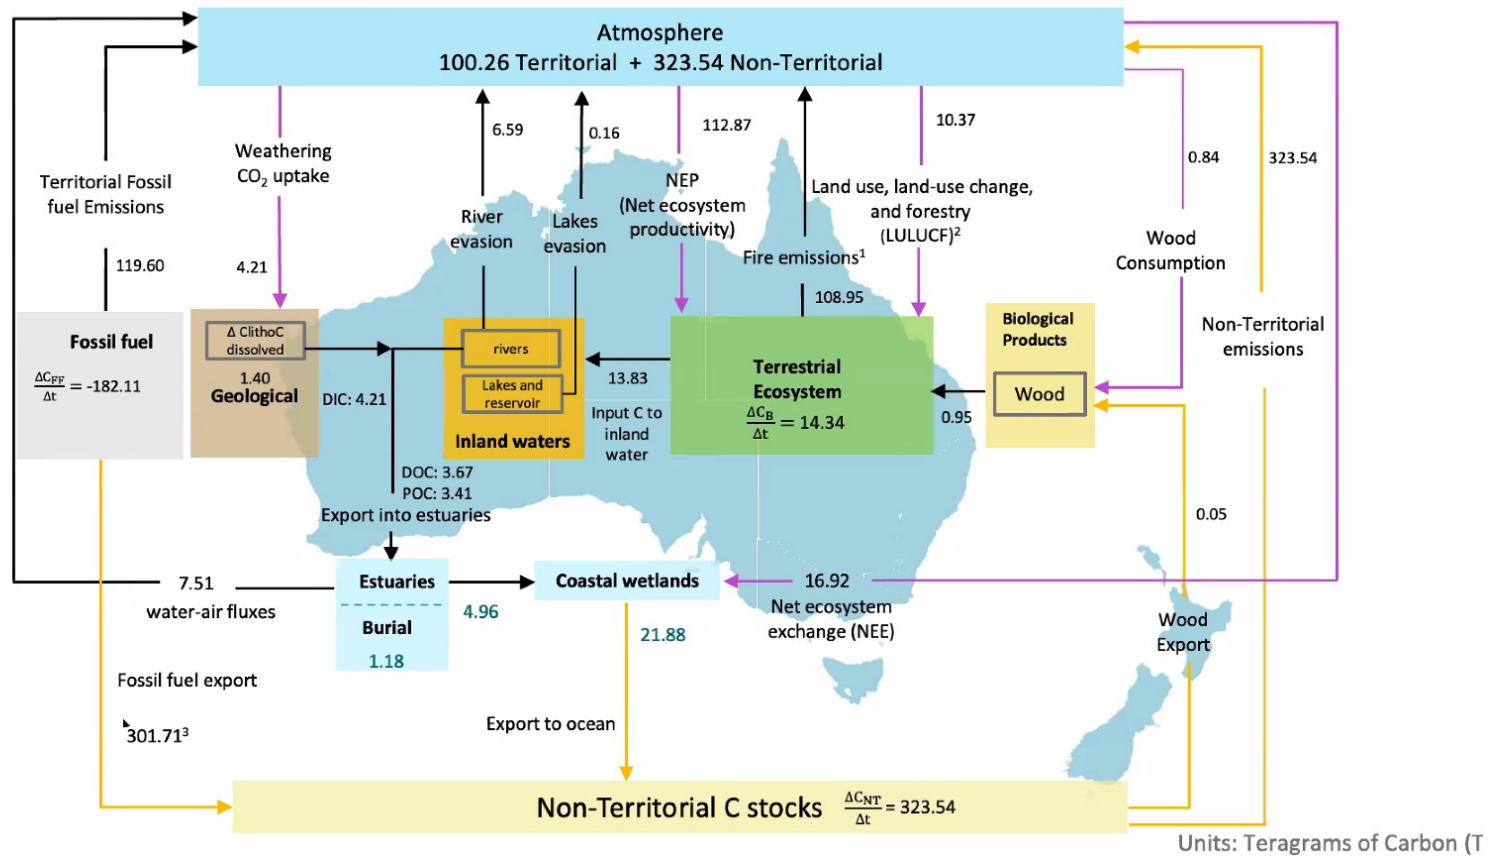 Atmosphere
100.26 Territorial + 323.54 Non-Territorial
6.59
0.16
112.87
10.37
0.84
323.54
Weathering
CO₂ uptake
Territorial Fossil
fuel Emissions
NEP
(Net ecosystem
productivity)
Land use, land-use change,
and forestry
(LULUCF)²
River
evasion
Lakes
evasion
Fire emissions¹
Wood
Consumption
119.60
4.21
108.95
Fossil fuel
ΔC_FF
Δt
= -182.11
Δ ClithoC
dissolved
1.40
Geological
DIC: 4.21
rivers
Lakes and
reservoir
Inland waters
13.83
Input C to
inland
water
Terrestrial
Ecosystem
ΔC_B
Δt
= 14.34
0.95
Biological
Products
Wood
Non-Territorial
emissions
DOC: 3.67
POC: 3.41
Export into estuaries
0.05
7.51
water-air fluxes
Estuaries
Burial
1.18
4.96
Coastal wetlands
16.92
Net ecosystem
exchange (NEE)
21.88
Wood
Export
Fossil fuel export
301.71³
Export to ocean
Non-Territorial C stocks
ΔC_NT
Δt
= 323.54
Units: Teragrams of Carbon (T